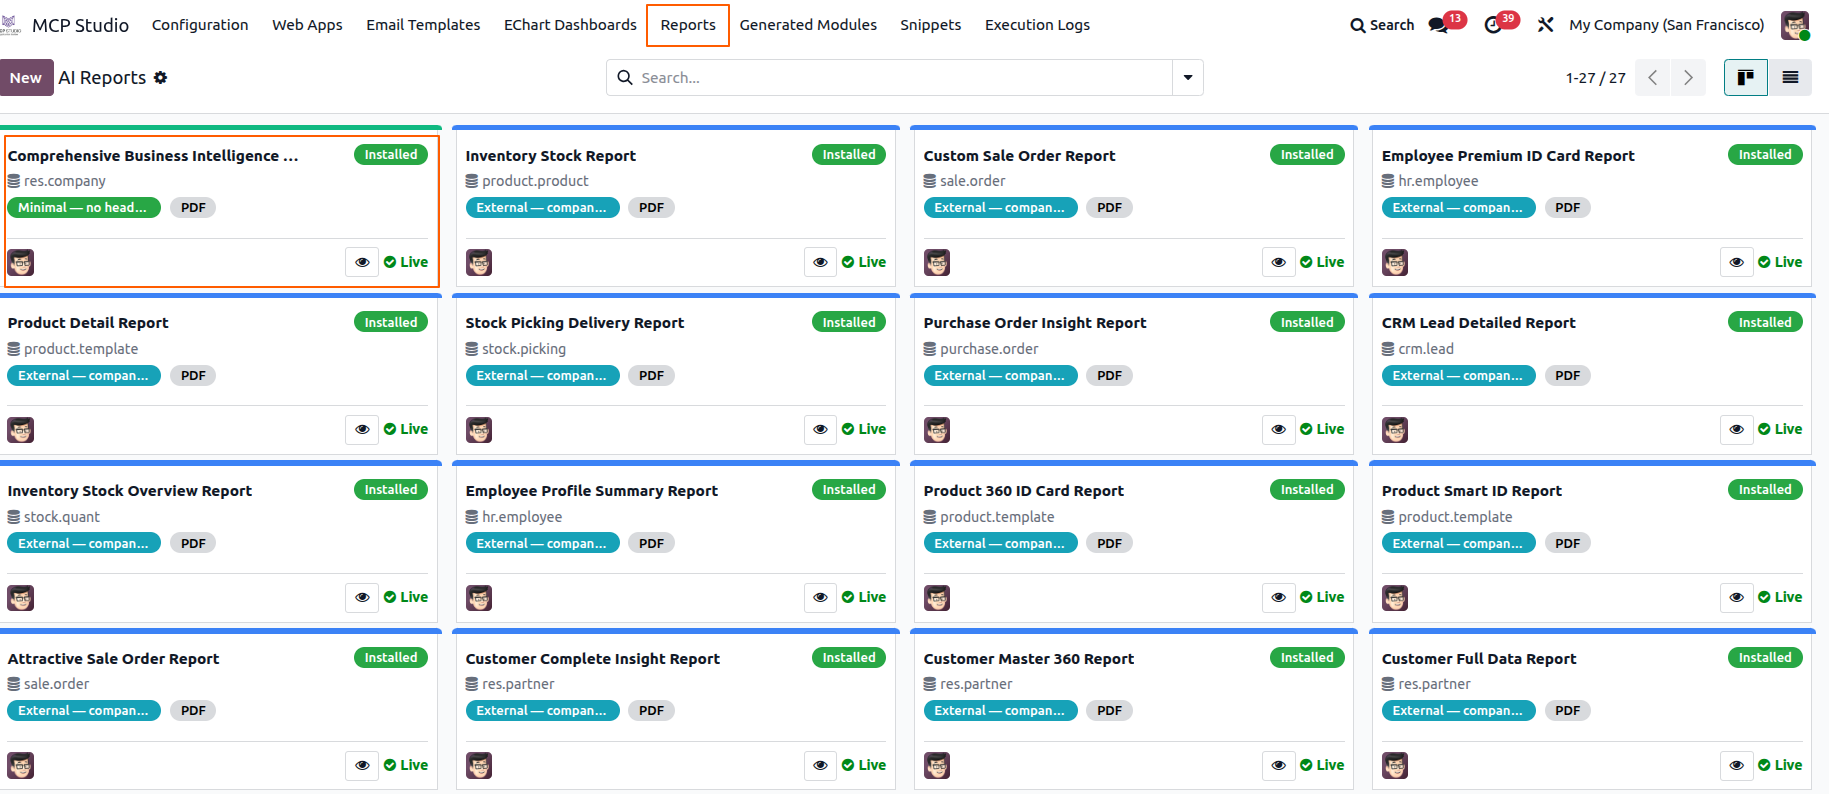 MCP Studio Configuration Web Apps Email Templates EChart Dashboards Reports Generated Modules Snippets Execution Logs Search 13 39 My Company (San Francisco)
New AI Reports Search... 1-27 / 27
Comprehensive Business Intelligence ... Installed
res.company
Minimal — no head... PDF
Live
Inventory Stock Report Installed
product.product
External — compan... PDF
Live
Custom Sale Order Report Installed
sale.order
External — compan... PDF
Live
Employee Premium ID Card Report Installed
hr.employee
External — compan... PDF
Live
Product Detail Report Installed
product.template
External — compan... PDF
Live
Stock Picking Delivery Report Installed
stock.picking
External — compan... PDF
Live
Purchase Order Insight Report Installed
purchase.order
External — compan... PDF
Live
CRM Lead Detailed Report Installed
crm.lead
External — compan... PDF
Live
Inventory Stock Overview Report Installed
stock.quant
External — compan... PDF
Live
Employee Profile Summary Report Installed
hr.employee
External — compan... PDF
Live
Product 360 ID Card Report Installed
product.template
External — compan... PDF
Live
Product Smart ID Report Installed
product.template
External — compan... PDF
Live
Attractive Sale Order Report Installed
sale.order
External — compan... PDF
Live
Customer Complete Insight Report Installed
res.partner
External — compan... PDF
Live
Customer Master 360 Report Installed
res.partner
External — compan... PDF
Live
Customer Full Data Report Installed
res.partner
External — compan... PDF
Live